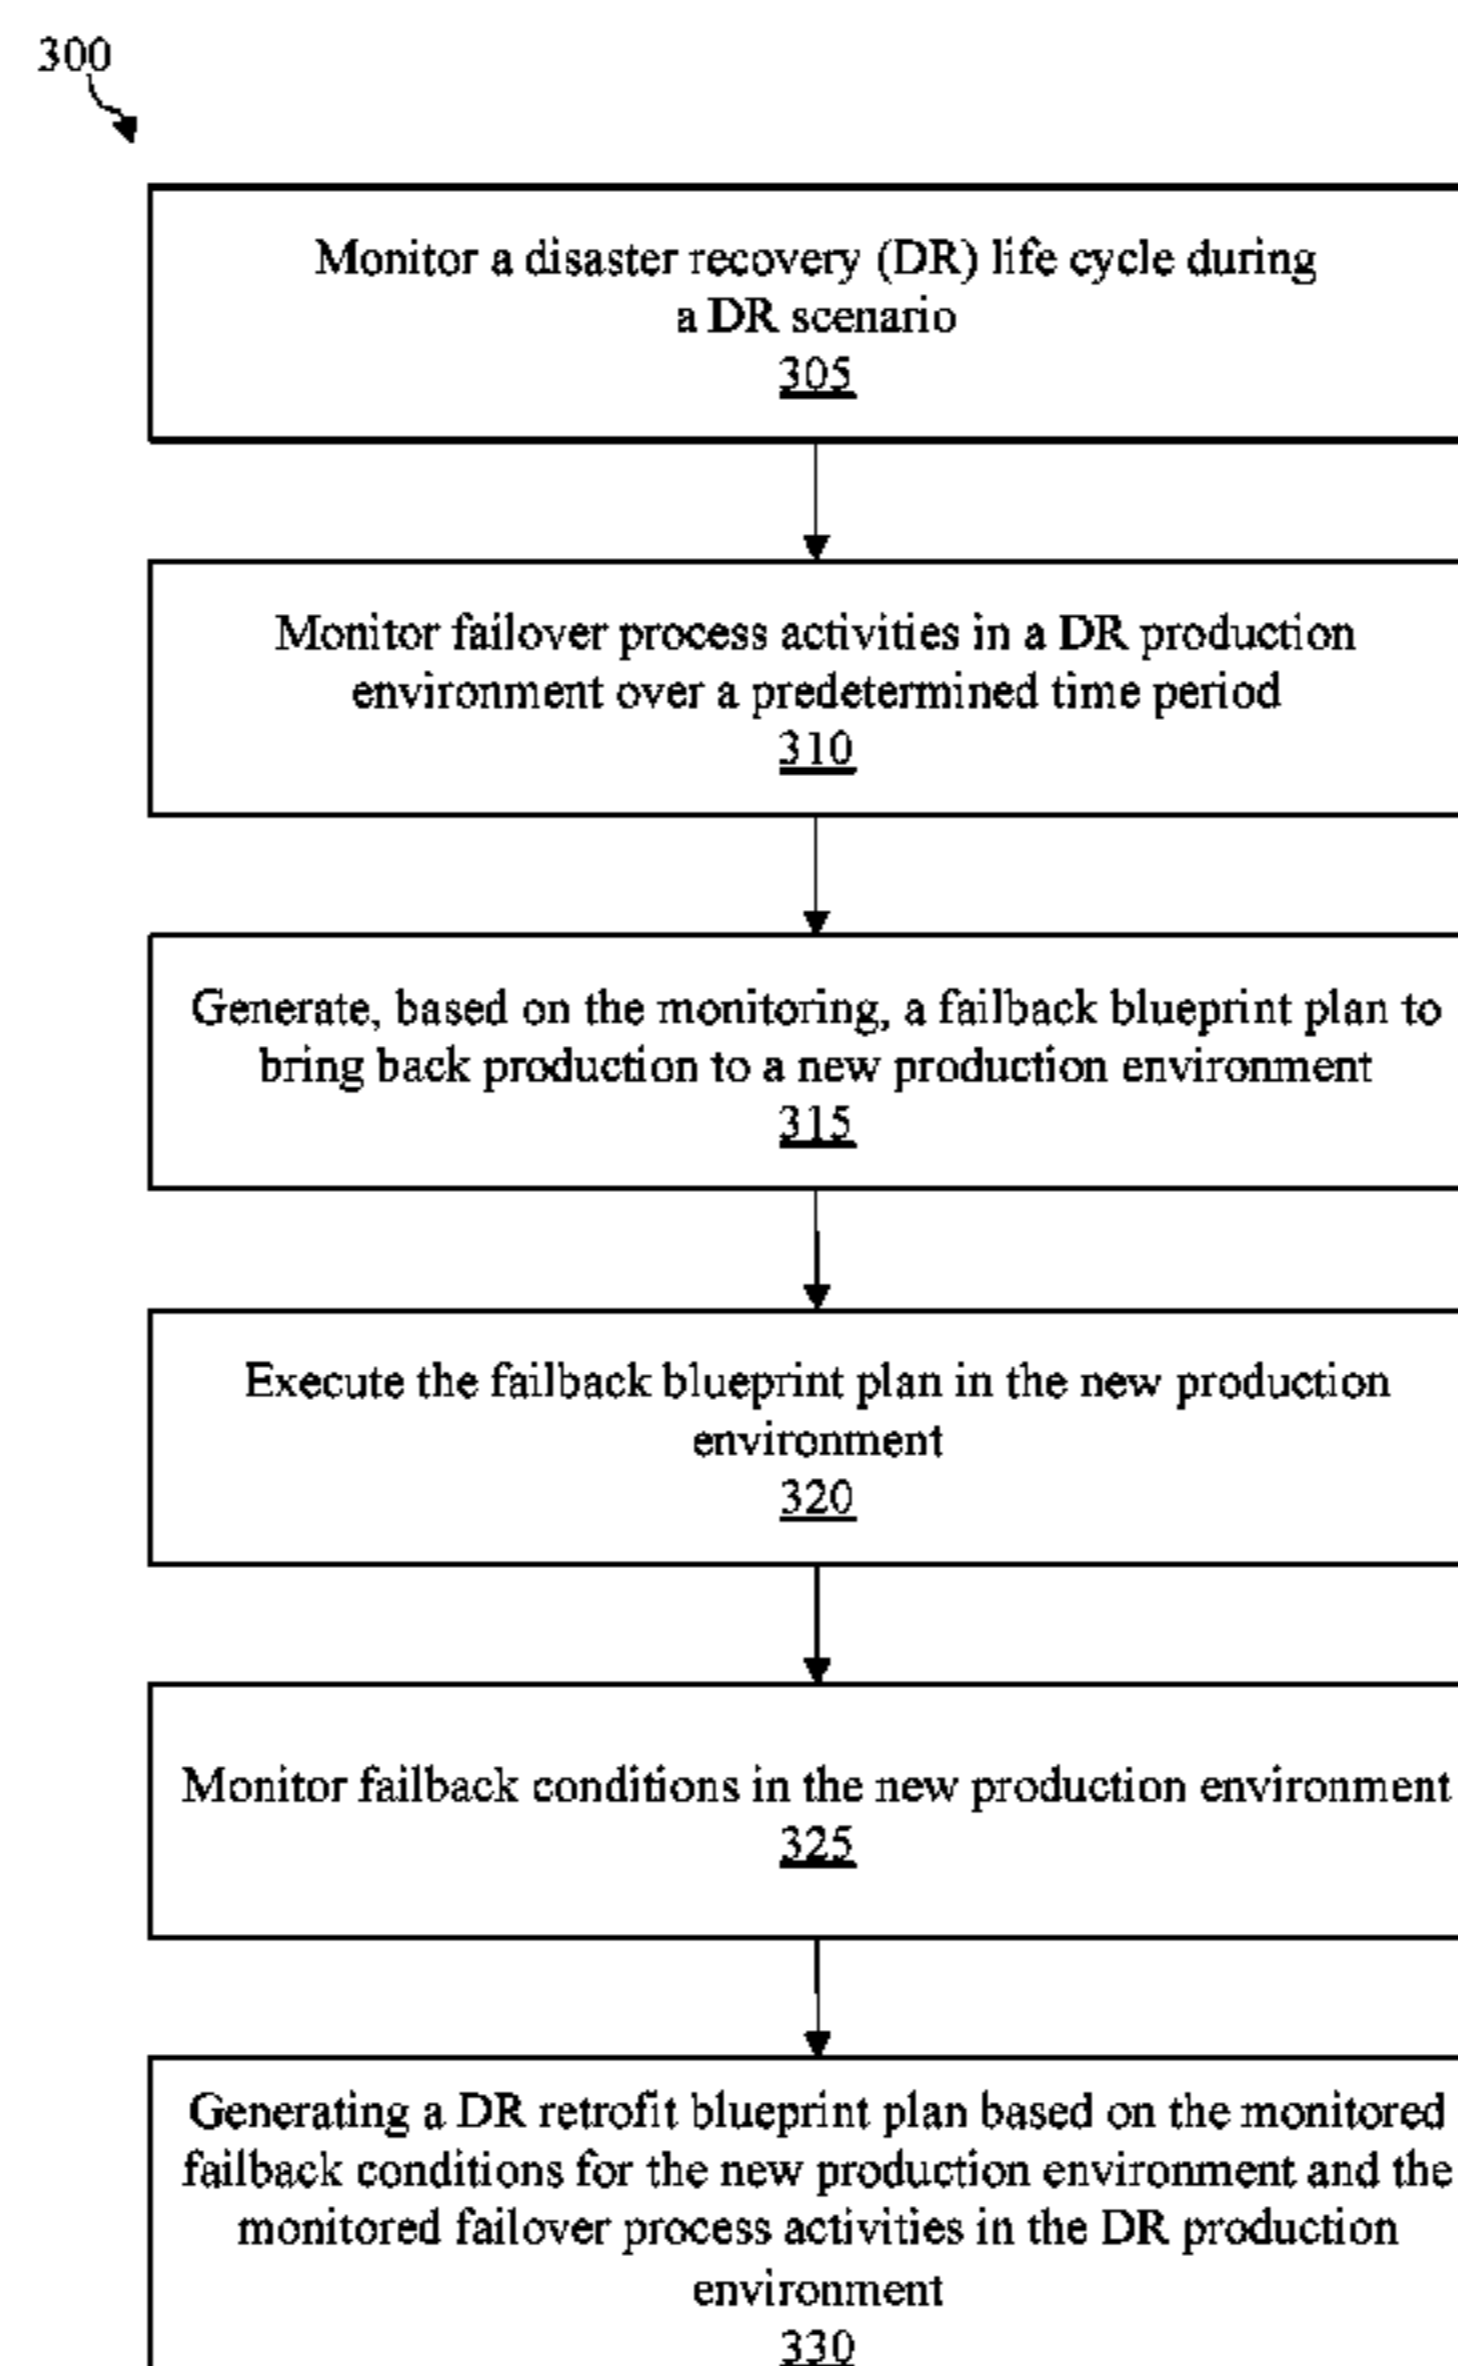 300
Monitor a disaster recovery (DR) life cycle during
a DR scenario
305
Monitor failover process activities in a DR production
environment over a predetermined time period
310
Generate, based on the monitoring, a failback blueprint plan to
bring back production to a new production environment
315
Execute the failback blueprint plan in the new production
environment
320
Monitor failback conditions in the new production environment
325
Generating a DR retrofit blueprint plan based on the monitored
failback conditions for the new production environment and the
monitored failover process activities in the DR production
environment
330